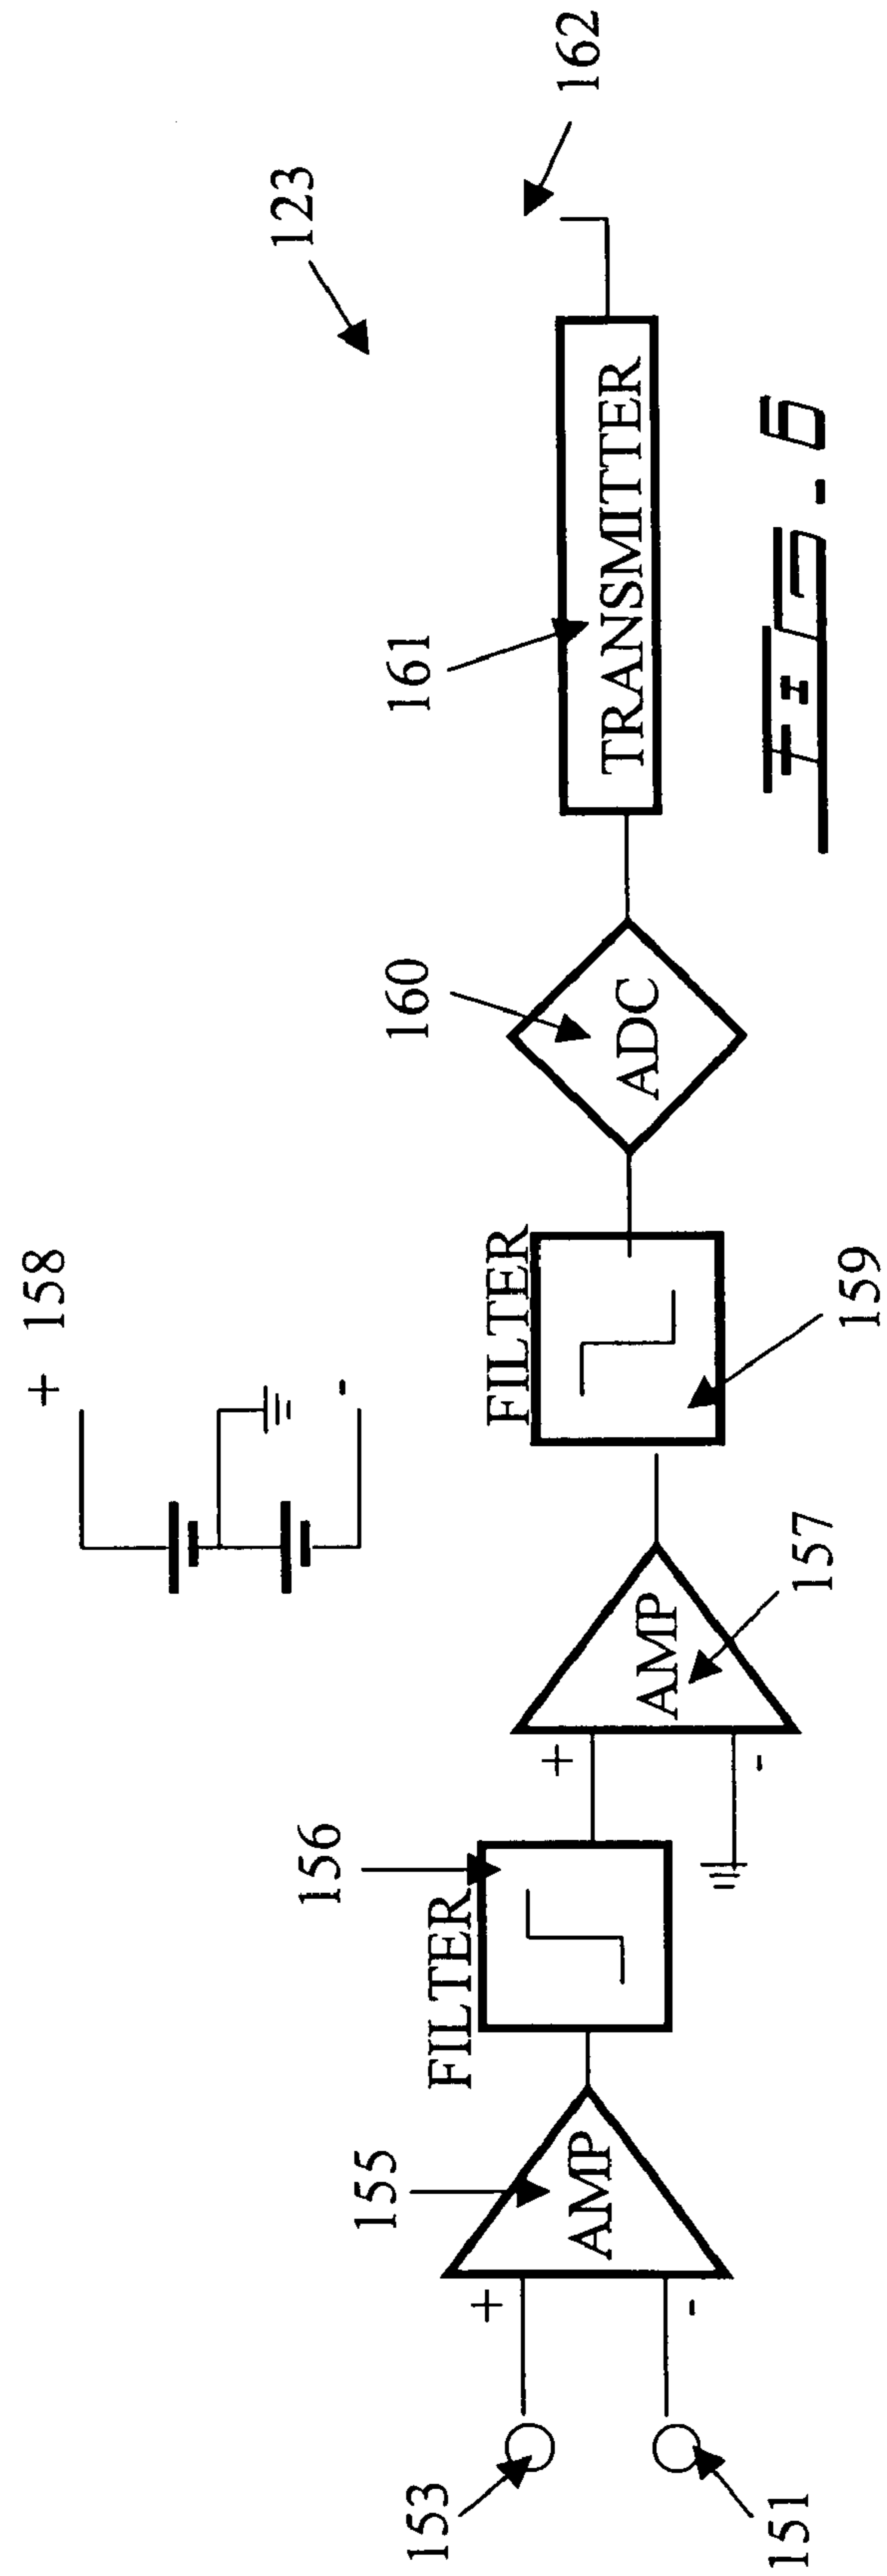 + 158
123
156
-
155
160
161
153
FILTER
+
FILTER
+
162
AMP
TRANSMITTER
ADC
AMP
-
-
151
157
FIG. 6
159